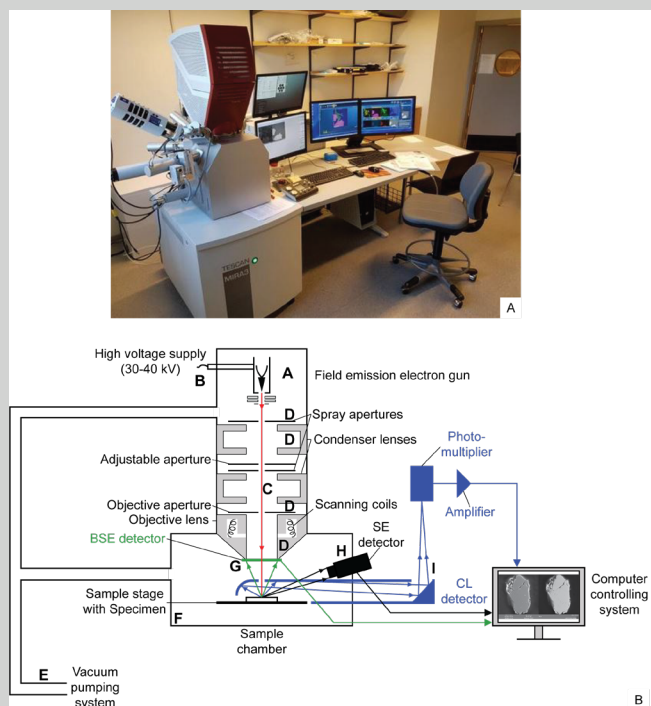 TESCAN
MIRA3
A
High voltage supply
(30-40 kV)
B
A
Field emission electron gun
D
Spray apertures
D
Condenser lenses
Adjustable aperture
C
Photo-
multiplier
Objective aperture
D
Scanning coils
Objective lens
Amplifier
BSE detector
D
G
H
SE
detector
I
CL
detector
Sample stage
with Specimen
F
Computer
controlling
system
Sample
chamber
E
Vacuum
pumping
system
B